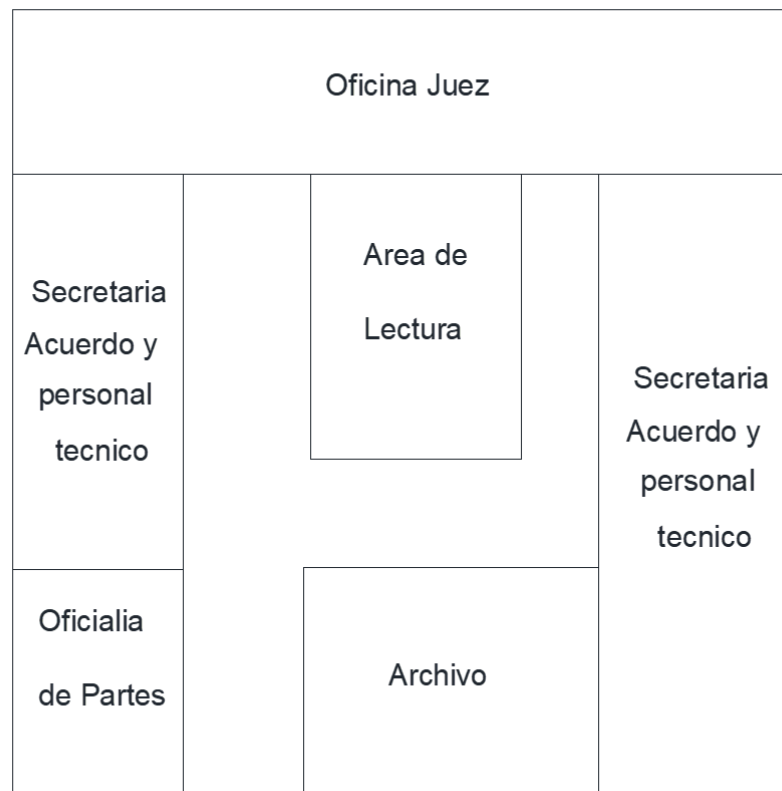 Oficina Juez
Area de
Lectura
Secretaria
Acuerdo y
personal
tecnico
Secretaria
Acuerdo y
personal
tecnico
Oficialia
de Partes
Archivo